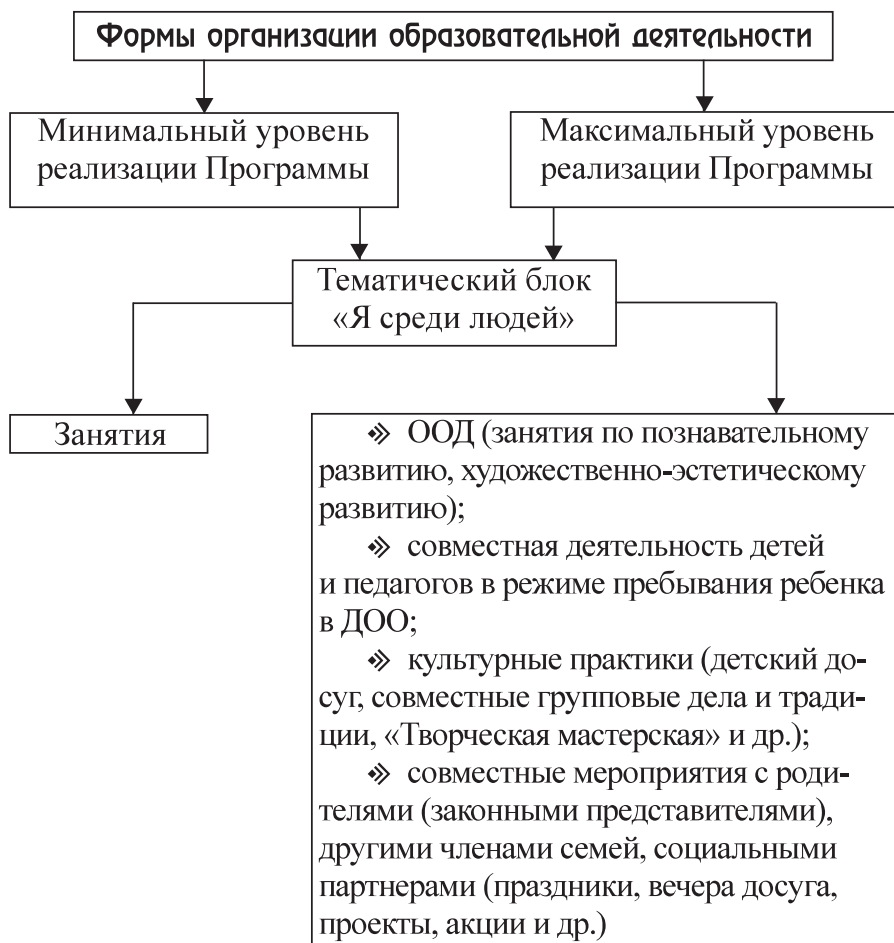 Формы организации образовательной деятельности
Минимальный уровень
реализации Программы
Максимальный уровень
реализации Программы
Тематический блок
«Я среди людей»
Занятия
ООД (занятия по познавательному
развитию, художественно-эстетическому
развитию);
совместная деятельность детей
и педагогов в режиме пребывания ребенка
в ДОО;
культурные практики (детский до-
суг, совместные групповые дела и тради-
ции, «Творческая мастерская» и др.);
совместные мероприятия с роди-
телями (законными представителями),
другими членами семей, социальными
партнерами (праздники, вечера досуга,
проекты, акции и др.)